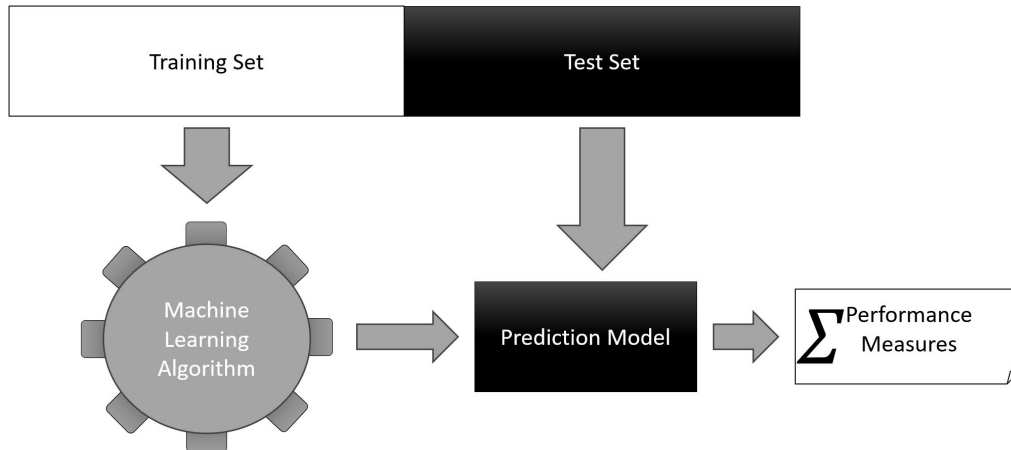 Training Set
Test Set
Machine
Learning
Algorithm
Prediction Model
Σ Performance
Measures